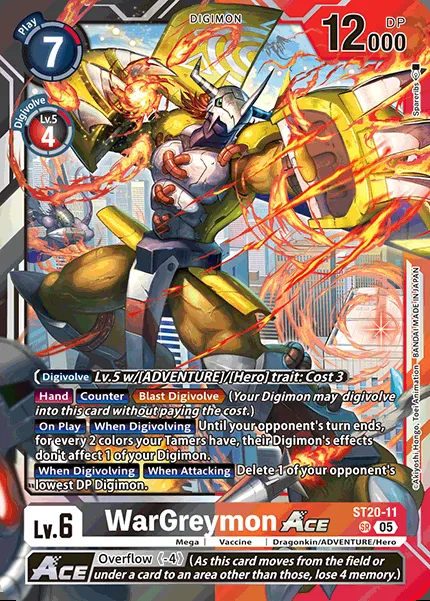 DIGIMON
Play
7
DP
12000
Digivolve
Lv.5
4
Spareribs
Digivolve Lv.5 w/[ADVENTURE]/[Hero] trait: Cost 3
Hand Counter Blast Digivolve (Your Digimon may digivolve
into this card without paying the cost.)
On Play When Digivolving Until your opponent's turn ends,
for every 2 colors your Tamers have, their Digimon's effects
don't affect 1 of your Digimon.
When Digivolving When Attacking Delete 1 of your opponent's
lowest DP Digimon.
©Akiyoshi Hongo, Toei Animation BANDAI MADE IN JAPAN
Lv.6
WarGreymon ACE
ST20-11
SR 05
Mega Vaccine Dragonkin/ADVENTURE/Hero
ACE Overflow《-4》 (As this card moves from the field or
under a card to an area other than those, lose 4 memory.)